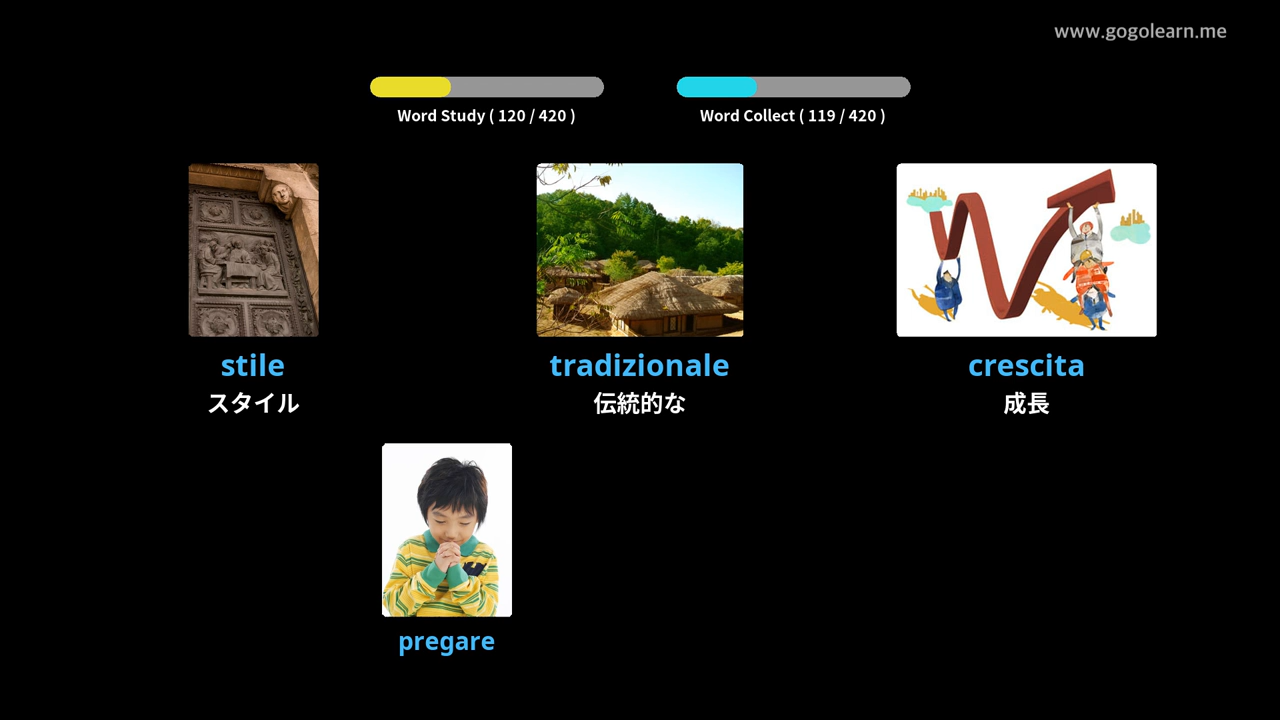 www.gogolearn.me
Word Study ( 120 / 420 )
Word Collect ( 119 / 420 )
stile
スタイル
tradizionale
伝統的な
crescita
成長
pregare